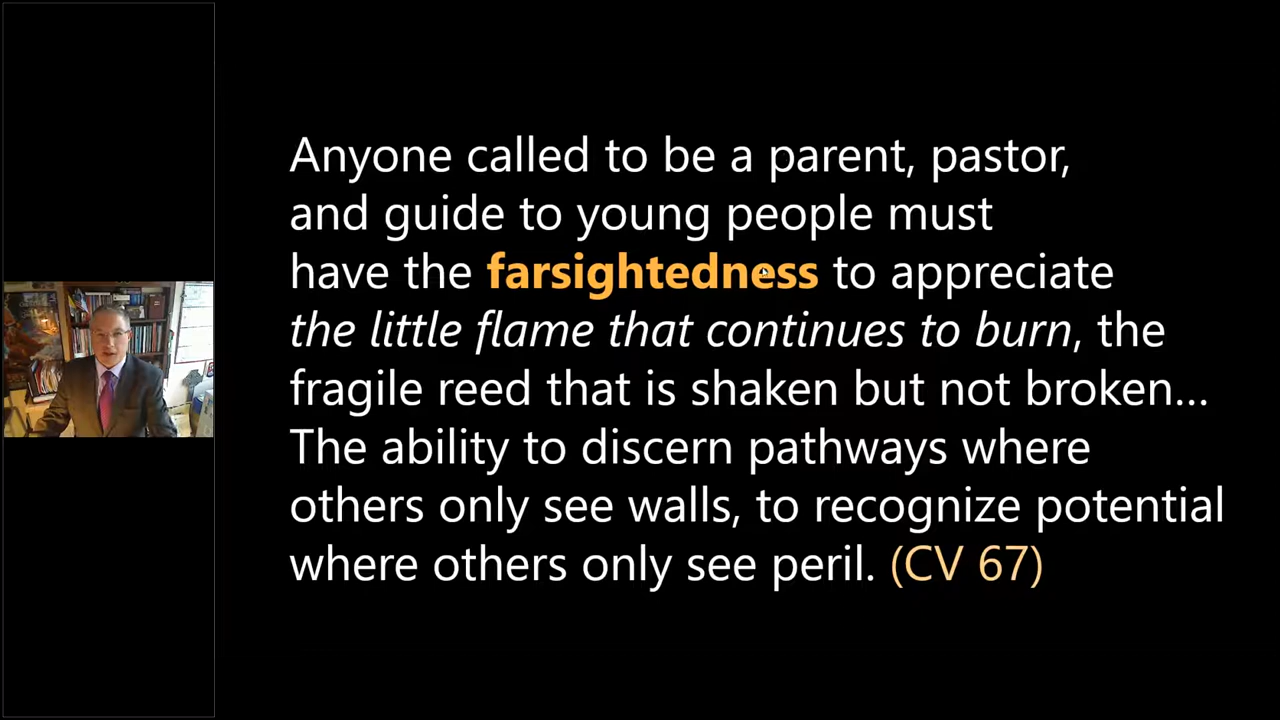 Anyone called to be a parent, pastor,
and guide to young people must
have the farsightedness to appreciate
the little flame that continues to burn, the
fragile reed that is shaken but not broken...
The ability to discern pathways where
others only see walls, to recognize potential
where others only see peril. (CV 67)